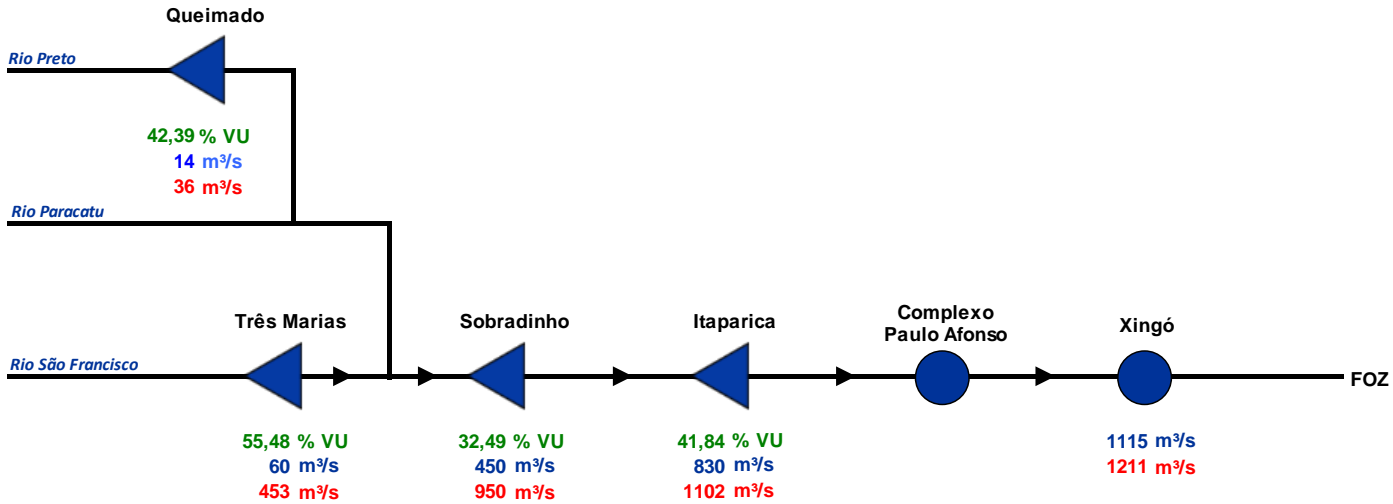 Queimado
Rio Preto
42,39 % VU
14 m³/s
36 m³/s
Rio Paracatu
Três Marias
Sobradinho
Itaparica
Complexo
Paulo Afonso
Xingó
Rio São Francisco
FOZ
55,48 % VU
60 m³/s
453 m³/s
32,49 % VU
450 m³/s
950 m³/s
41,84 % VU
830 m³/s
1102 m³/s
1115 m³/s
1211 m³/s